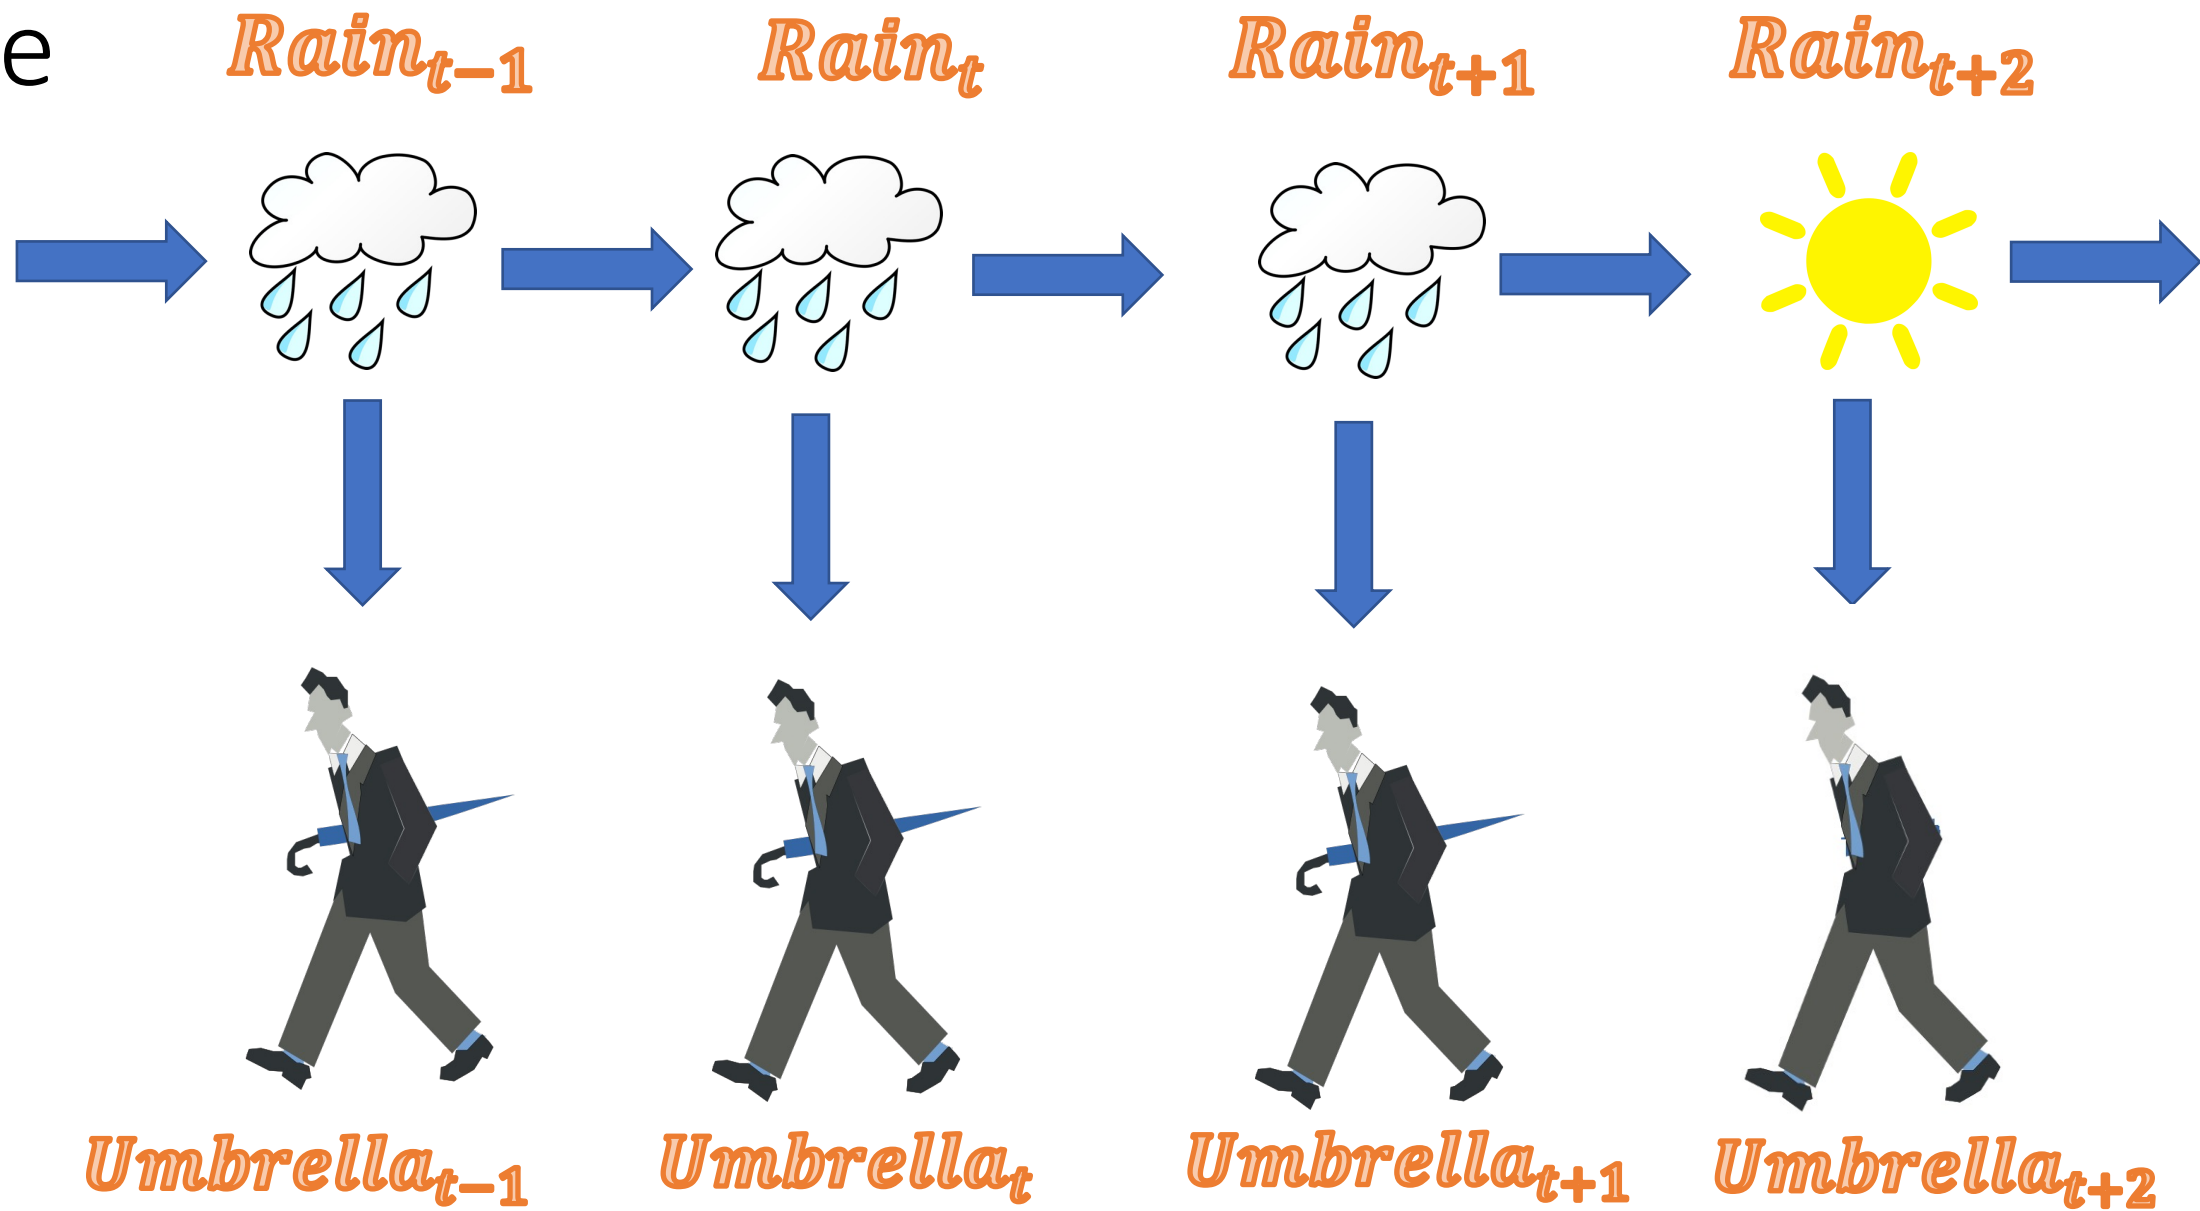 e
Rain_{t−1} Rain_t Rain_{t+1} Rain_{t+2}
Umbrella_{t−1} Umbrella_t Umbrella_{t+1} Umbrella_{t+2}